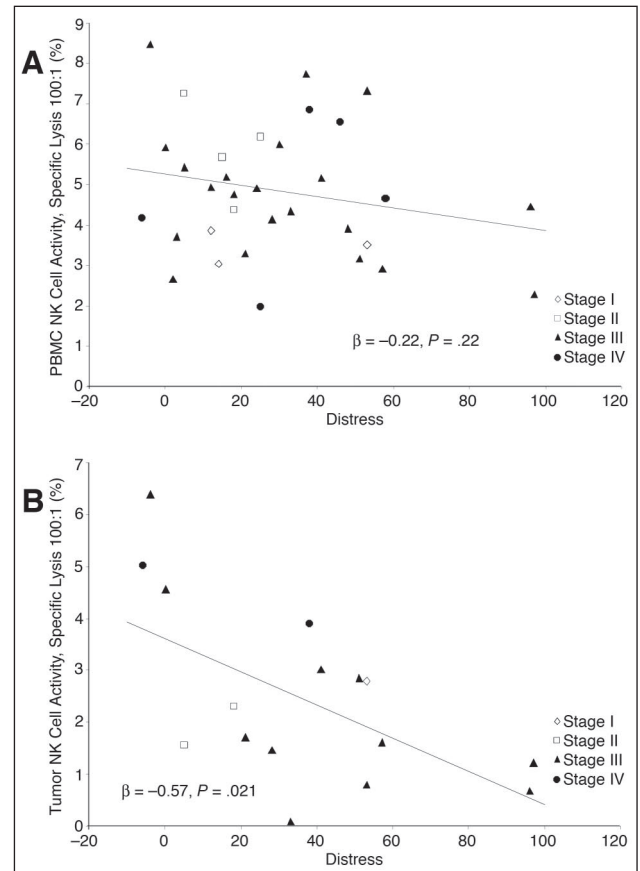 A
PBMC NK Cell Activity, Specific Lysis 100:1 (%)
9
8
7
6
5
4
3
2
1
0
–20
0
20
40
60
80
100
120
Distress
β = –0.22, P = .22
Stage I
Stage II
Stage III
Stage IV
B
Tumor NK Cell Activity, Specific Lysis 100:1 (%)
7
6
5
4
3
2
1
0
–20
0
20
40
60
80
100
120
Distress
β = –0.57, P = .021
Stage I
Stage II
Stage III
Stage IV